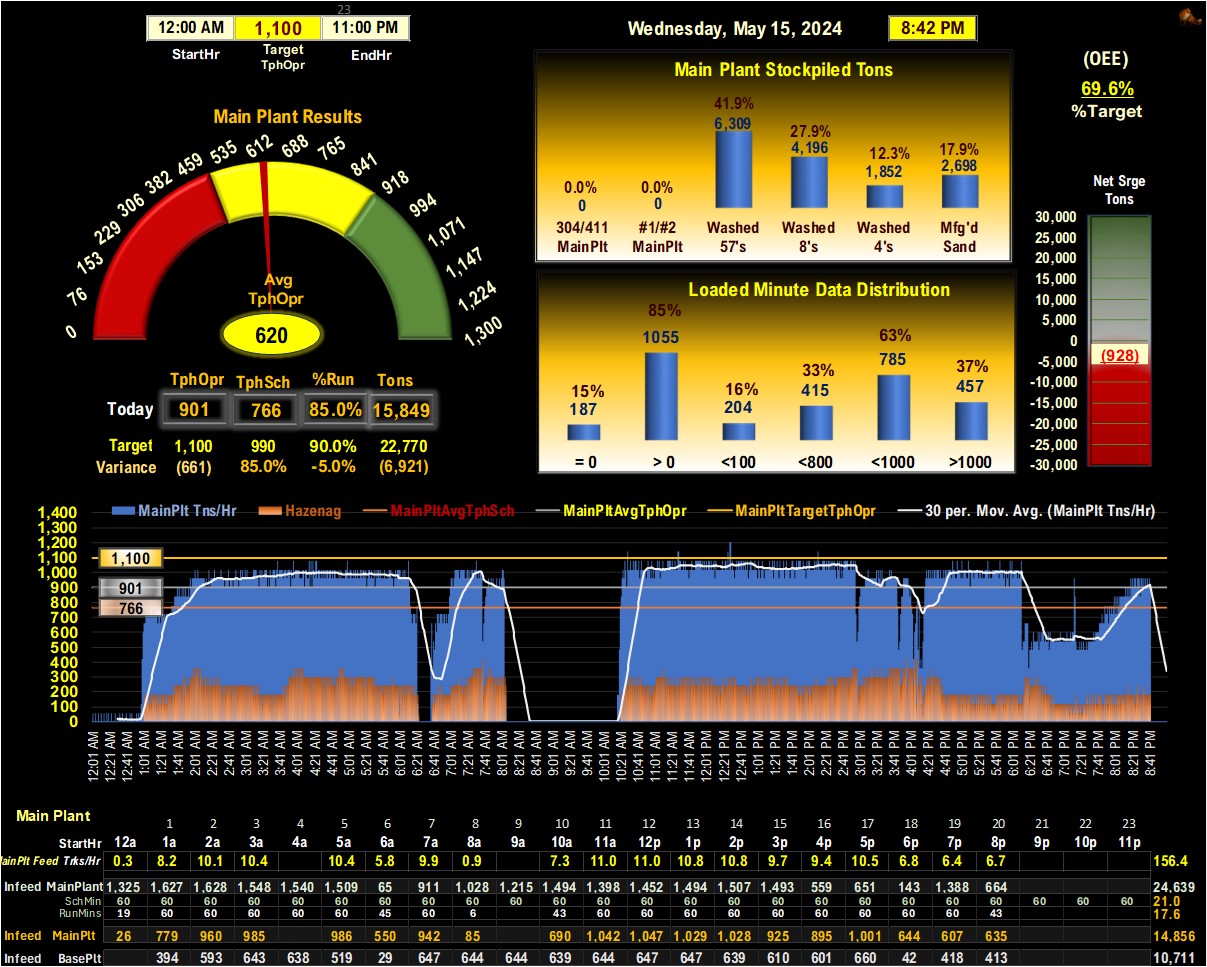 23
12:00 AM 1,100 11:00 PM
StartHr Target TphOpr EndHr
Wednesday, May 15, 2024 8:42 PM
(OEE)
69.6%
%Target
Main Plant Results
0 76 153 229 306 382 459 535 612 688 765 841 918 994 1,071 1,147 1,224 1,300
Avg
TphOpr
620
TphOpr TphSch %Run Tons
Today 901 766 85.0% 15,849
Target 1,100 990 90.0% 22,770
Variance (661) 85.0% -5.0% (6,921)
Main Plant Stockpiled Tons
0.0% 0.0% 41.9% 27.9% 12.3% 17.9%
0 0 6,309 4,196 1,852 2,698
304/411 #1/#2 Washed Washed Washed Mfg'd
MainPlt MainPlt 57's 8's 4's Sand
Loaded Minute Data Distribution
15% 85% 16% 33% 63% 37%
187 1055 204 415 785 457
= 0 > 0 <100 <800 <1000 >1000
Net Srge
Tons
30,000
25,000
20,000
15,000
10,000
5,000
0
-5,000
-10,000
-15,000
-20,000
-25,000
-30,000
(928)
MainPlt Tns/Hr Hazenag MainPltAvgTphSch MainPltAvgTphOpr MainPltTargetTphOpr 30 per. Mov. Avg. (MainPlt Tns/Hr)
1,400
1,300
1,200
1,100
1,000
900
800
700
600
500
400
300
200
100
0
1,100
901
766
12:01 AM 12:21 AM 12:41 AM 1:01 AM 1:21 AM 1:41 AM 2:01 AM 2:21 AM 2:41 AM 3:01 AM 3:21 AM 3:41 AM 4:01 AM 4:21 AM 4:41 AM 5:01 AM 5:21 AM 5:41 AM 6:01 AM 6:21 AM 6:41 AM 7:01 AM 7:21 AM 7:41 AM 8:01 AM 8:21 AM 8:41 AM 9:01 AM 9:21 AM 9:41 AM 10:01 AM 10:21 AM 10:41 AM 11:01 AM 11:21 AM 11:41 AM 12:01 PM 12:21 PM 12:41 PM 1:01 PM 1:21 PM 1:41 PM 2:01 PM 2:21 PM 2:41 PM 3:01 PM 3:21 PM 3:41 PM 4:01 PM 4:21 PM 4:41 PM 5:01 PM 5:21 PM 5:41 PM 6:01 PM 6:21 PM 6:41 PM 7:01 PM 7:21 PM 7:41 PM 8:01 PM 8:21 PM 8:41 PM
Main Plant
1 2 3 4 5 6 7 8 9 10 11 12 13 14 15 16 17 18 19 20 21 22 23
StartHr 12a 1a 2a 3a 4a 5a 6a 7a 8a 9a 10a 11a 12p 1p 2p 3p 4p 5p 6p 7p 8p 9p 10p 11p
MainPlt Feed Trks/Hr 0.3 8.2 10.1 10.4 10.4 5.8 9.9 0.9 7.3 11.0 11.0 10.8 10.8 9.7 9.4 10.5 6.8 6.4 6.7 156.4
Infeed MainPlant 1,325 1,627 1,628 1,548 1,540 1,509 65 911 1,028 1,215 1,494 1,398 1,452 1,494 1,507 1,493 559 651 143 1,388 664 24,639
SchMin 60 60 60 60 60 60 60 60 60 60 60 60 60 60 60 60 60 60 60 60 60 60 60 60 21.0
RunMins 19 60 60 60 60 60 45 60 6 43 60 60 60 60 60 60 60 60 60 43 17.6
Infeed MainPlt 26 779 960 985 986 550 942 85 690 1,042 1,047 1,029 1,028 925 895 1,001 644 607 635 14,856
Infeed BasePlt 394 593 643 638 519 29 647 644 644 639 644 647 647 639 610 601 660 42 418 413 10,711